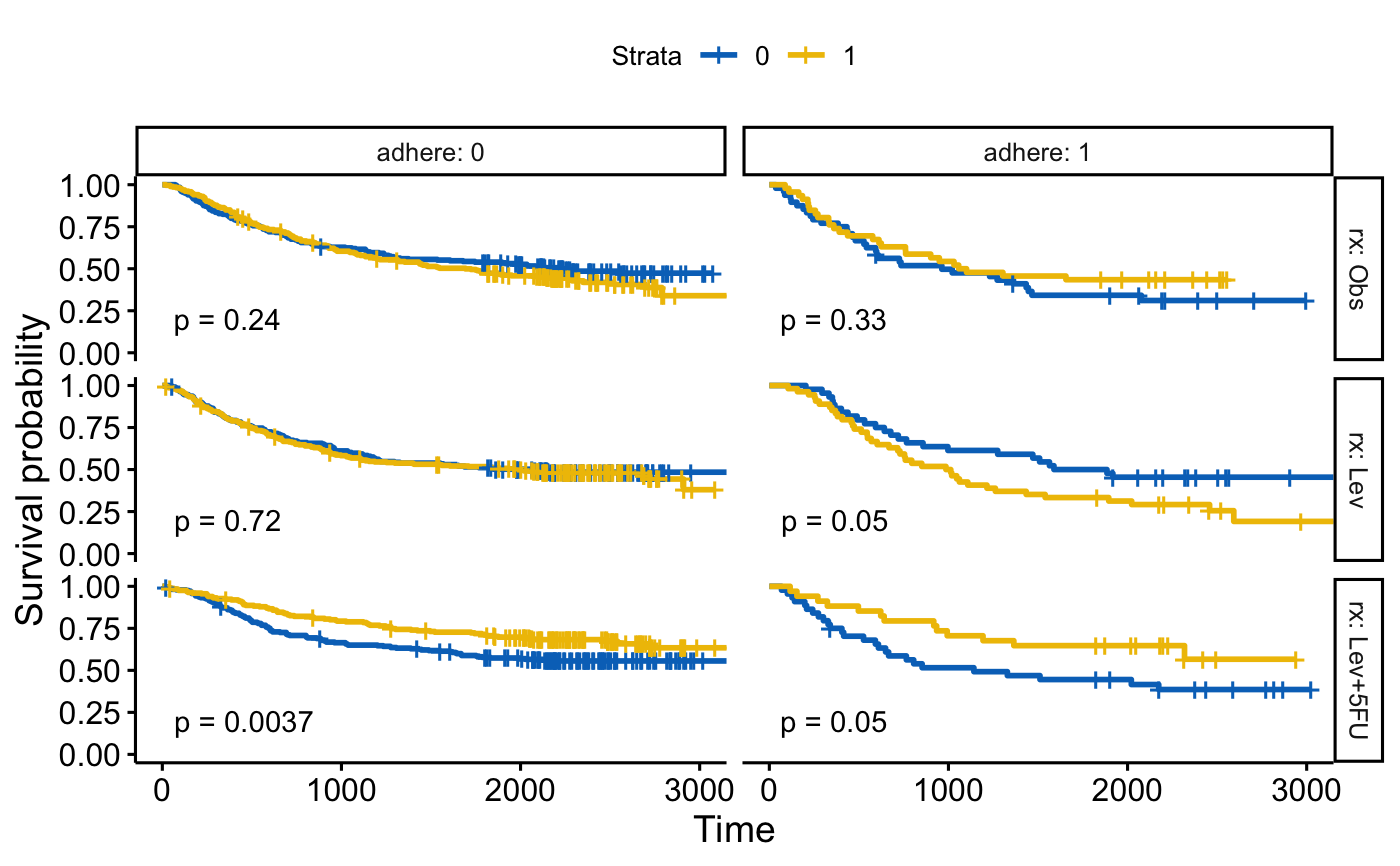 Strata 0 1
adhere: 0 adhere: 1
Survival probability
1.00
0.75
0.50
0.25
0.00
p = 0.24
p = 0.33
rx: Obs
1.00
0.75
0.50
0.25
0.00
p = 0.72
p = 0.05
rx: Lev
1.00
0.75
0.50
0.25
0.00
p = 0.0037
p = 0.05
rx: Lev+5FU
0 1000 2000 3000 0 1000 2000 3000
Time